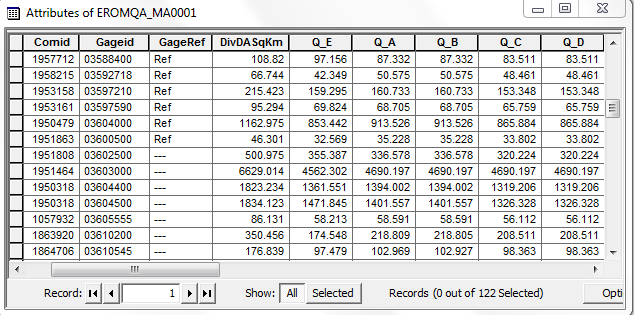 Attributes of EROMQA_MA0001
Comid Gageid GageRef DivDASqKm Q_E Q_A Q_B Q_C Q_D
1957712 03588400 Ref 108.82 97.156 87.332 87.332 83.511 83.511
1958215 03592718 Ref 66.744 42.349 50.575 50.575 48.461 48.461
1953158 03597210 Ref 215.423 159.295 160.733 160.733 153.348 153.348
1953161 03597590 Ref 95.294 69.824 68.705 68.705 65.759 65.759
1950479 03604000 Ref 1162.975 853.442 913.526 913.526 865.884 865.884
1951863 03600500 Ref 46.301 32.569 35.228 35.228 33.802 33.802
1951808 03602500 --- 500.975 355.387 336.578 336.578 320.224 320.224
1951464 03603000 --- 6629.014 4562.302 4690.197 4690.197 4690.197 4690.197
1950318 03604400 --- 1823.234 1361.551 1394.002 1394.002 1319.206 1319.206
1950318 03604500 --- 1834.123 1471.845 1401.557 1401.557 1326.328 1326.328
1057932 03605555 --- 86.131 58.213 58.591 58.591 56.112 56.112
1863920 03610200 --- 350.456 174.548 218.809 218.805 208.511 208.511
1864706 03610545 --- 176.839 97.479 102.969 102.927 98.363 98.363
Record: 1 Show: All Selected Records (0 out of 122 Selected) Opti